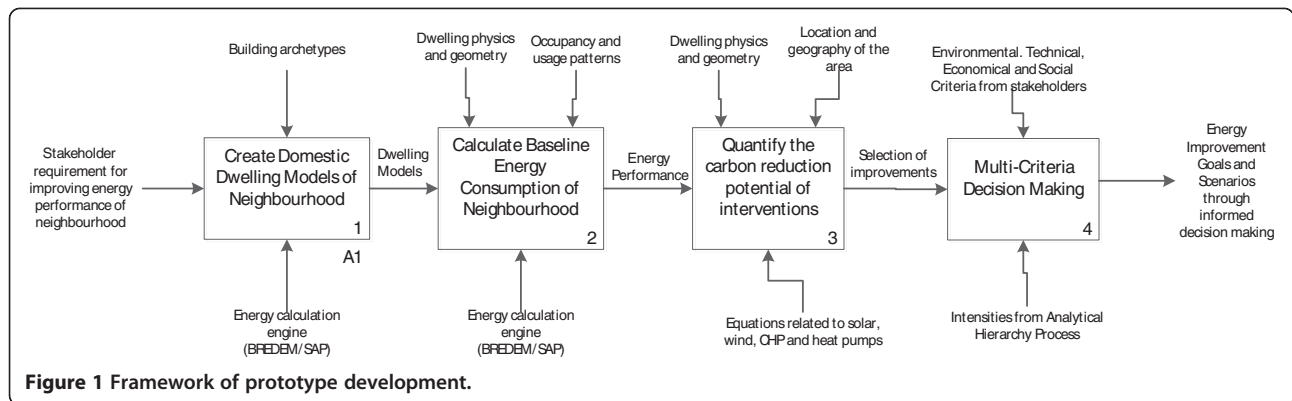 Building archetypes
Dwelling physics
and geometry
Occupancy and
usage patterns
Dwelling physics
and geometry
Location and
geography of the
area
Environmental. Technical,
Economical and Social
Criteria from stakeholders
Stakeholder
requirement for
improving energy
performance of
neighbourhood
Create Domestic
Dwelling Models of
Neighbourhood
1
A1
Dwelling
Models
Calculate Baseline
Energy
Consumption of
Neighbourhood
2
Energy
Performance
Quantify the
carbon reduction
potential of
interventions
3
Selection of
improvements
Multi-Criteria
Decision Making
4
Energy
Improvement
Goals and
Scenarios
through
informed
decision making
Energy calculation
engine
(BREDEM/SAP)
Energy calculation
engine
(BREDEM/SAP)
Equations related to solar,
wind, CHP and heat pumps
Intensities from Analytical
Hierarchy Process
Figure 1 Framework of prototype development.